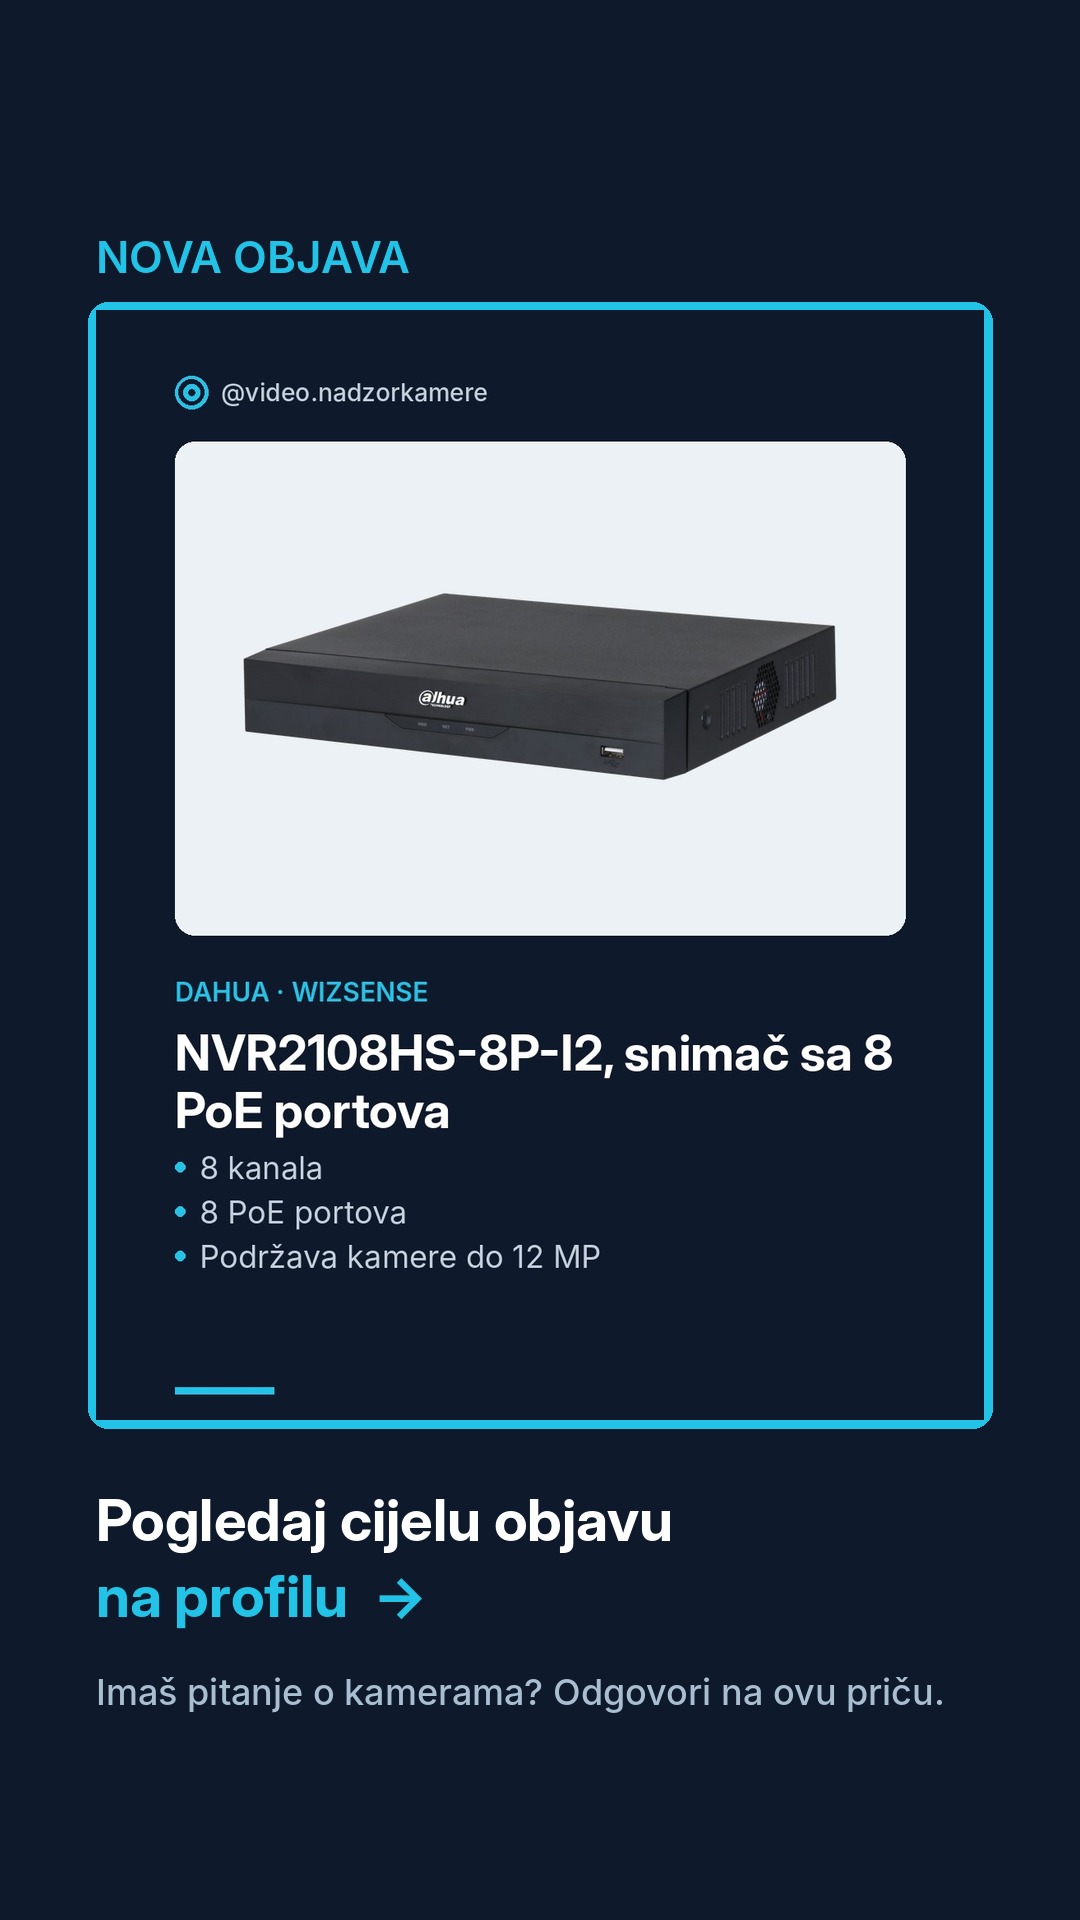 NOVA OBJAVA
@video.nadzorkamere
alhua
TECHNOLOGY
DAHUA · WIZSENSE
NVR2108HS-8P-I2, snimač sa 8
PoE portova
• 8 kanala
• 8 PoE portova
• Podržava kamere do 12 MP
Pogledaj cijelu objavu
na profilu →
Imaš pitanje o kamerama? Odgovori na ovu priču.